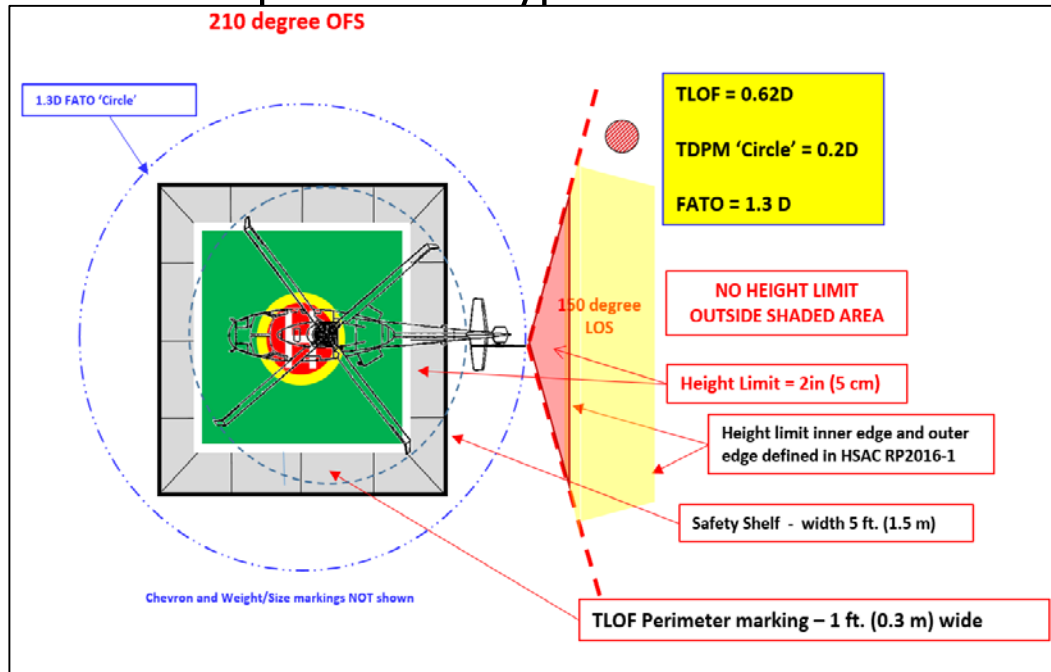 210 degree OFS
1.3D FATO 'Circle'
TLOF = 0.62D
TDPM 'Circle' = 0.2D
FATO = 1.3 D
H
150 degree
LOS
NO HEIGHT LIMIT
OUTSIDE SHADED AREA
Height Limit = 2in (5 cm)
Height limit inner edge and outer
edge defined in HSAC RP2016-1
Safety Shelf - width 5 ft. (1.5 m)
Chevron and Weight/Size markings NOT shown
TLOF Perimeter marking – 1 ft. (0.3 m) wide